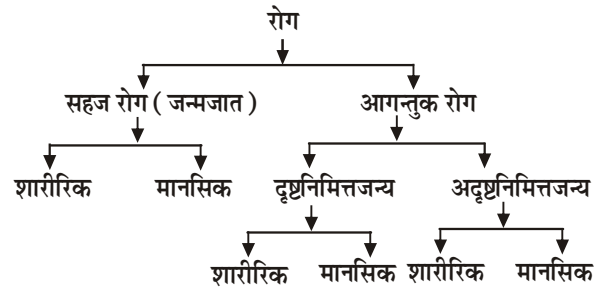 रोग
सहज रोग ( जन्मजात ) आगन्तुक रोग
शारीरिक मानसिक दृष्टनिमित्तजन्य अदृष्टनिमित्तजन्य
शारीरिक मानसिक शारीरिक मानसिक